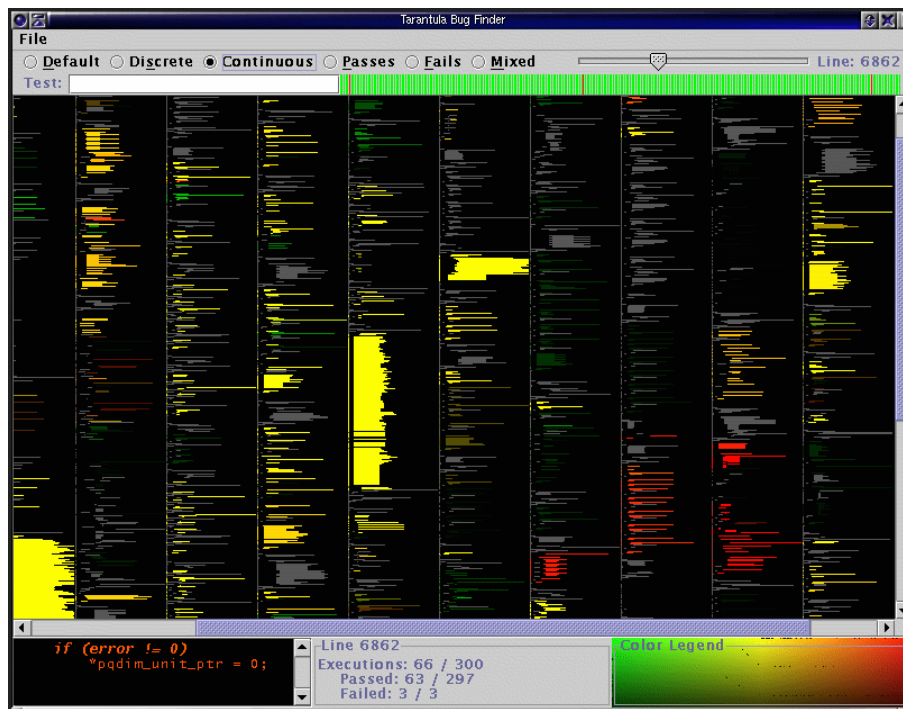 Tarantula Bug Finder
File
Default Discrete Continuous Passes Fails Mixed Line: 6862
Test:
if (error != 0)
*pqdim_unit_ptr = 0;
Line 6862
Executions: 66 / 300
Passed: 63 / 297
Failed: 3 / 3
Color Legend